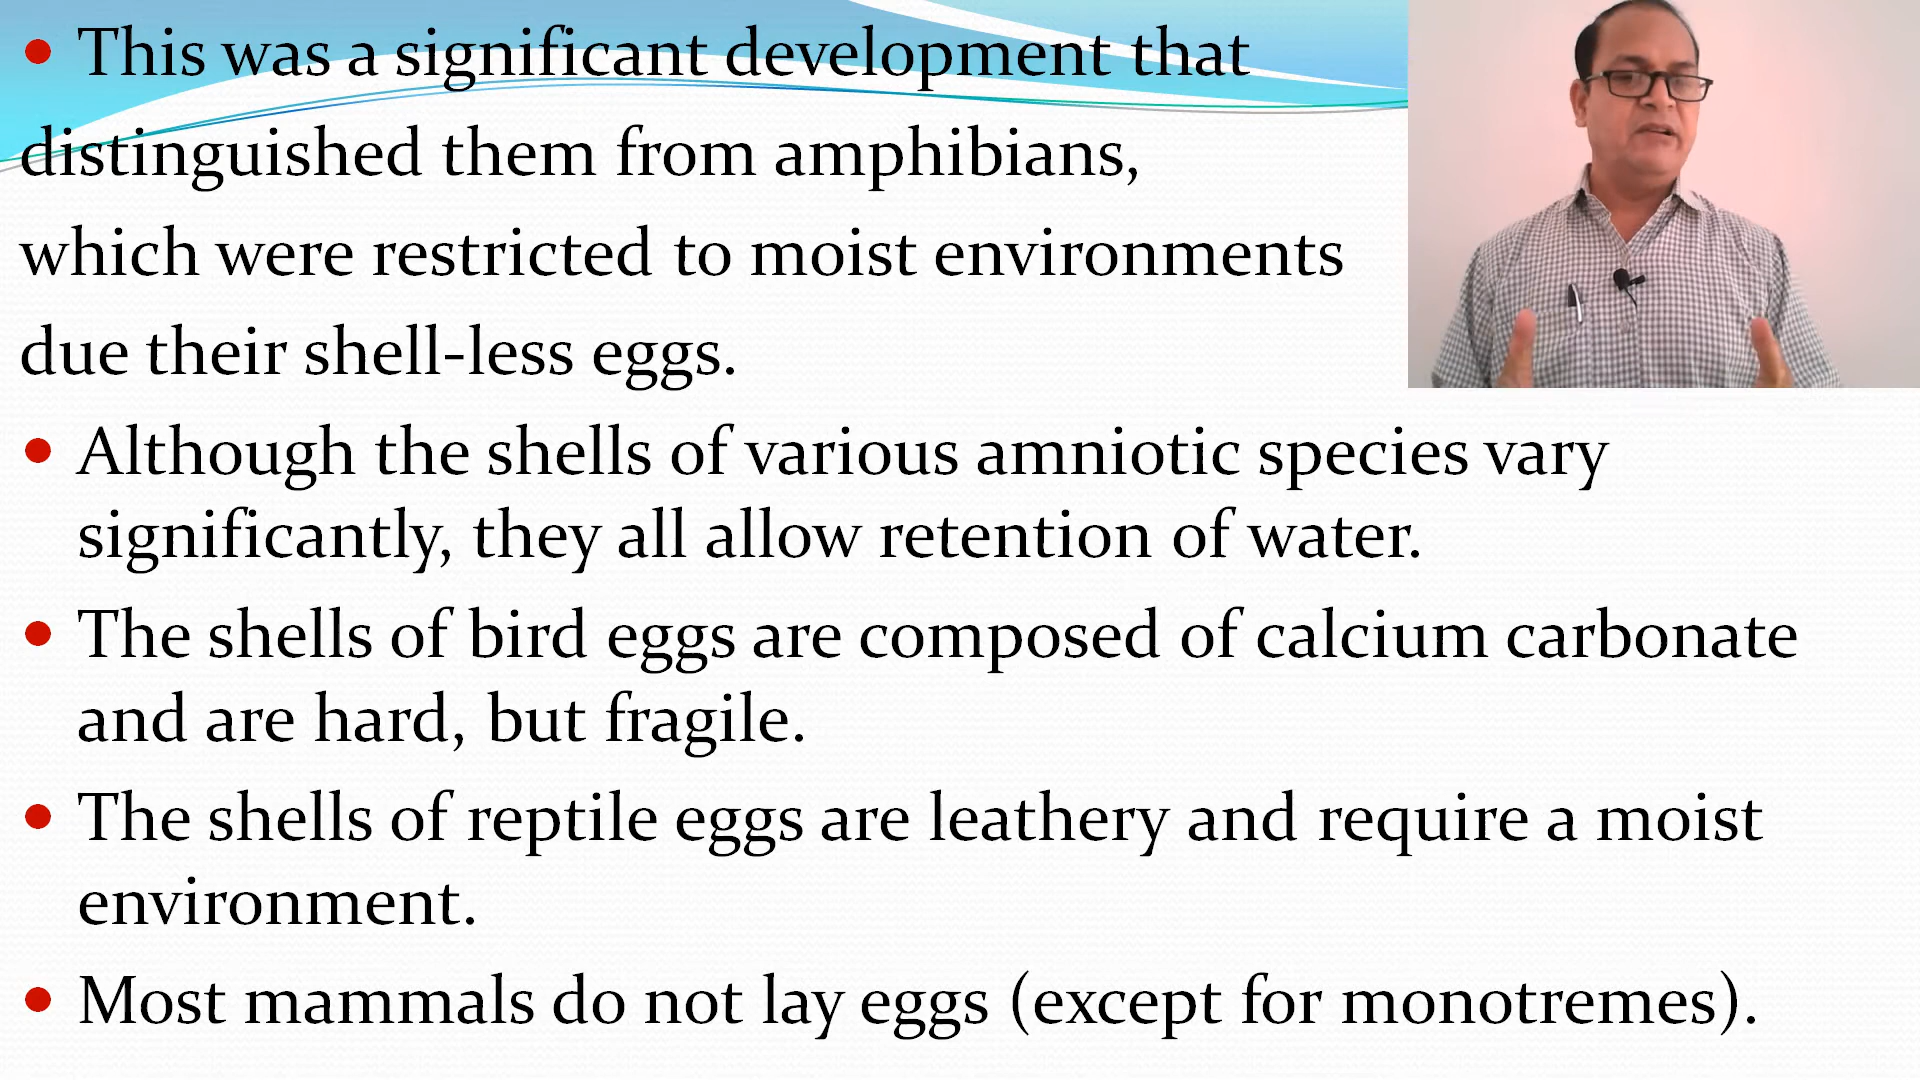 • This was a significant development that
distinguished them from amphibians,
which were restricted to moist environments
due their shell-less eggs.
• Although the shells of various amniotic species vary
significantly, they all allow retention of water.
• The shells of bird eggs are composed of calcium carbonate
and are hard, but fragile.
• The shells of reptile eggs are leathery and require a moist
environment.
• Most mammals do not lay eggs (except for monotremes).